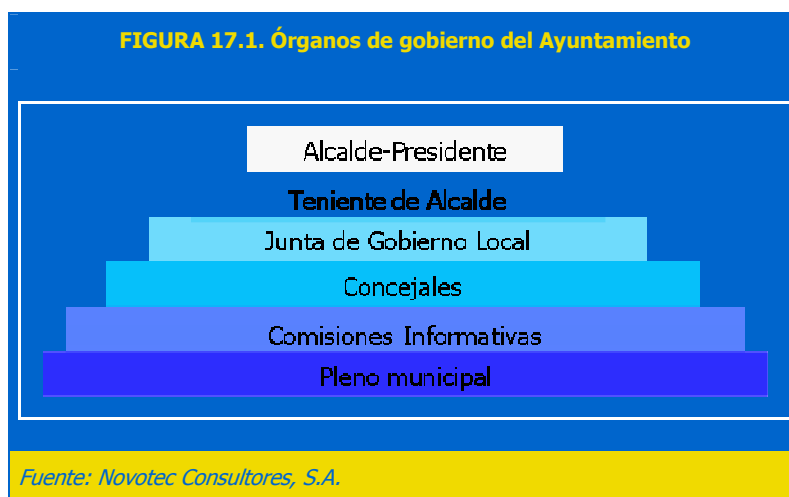 FIGURA 17.1. Órganos de gobierno del Ayuntamiento
Alcalde-Presidente
Teniente de Alcalde
Junta de Gobierno Local
Concejales
Comisiones Informativas
Pleno municipal
Fuente: Novotec Consultores, S.A.